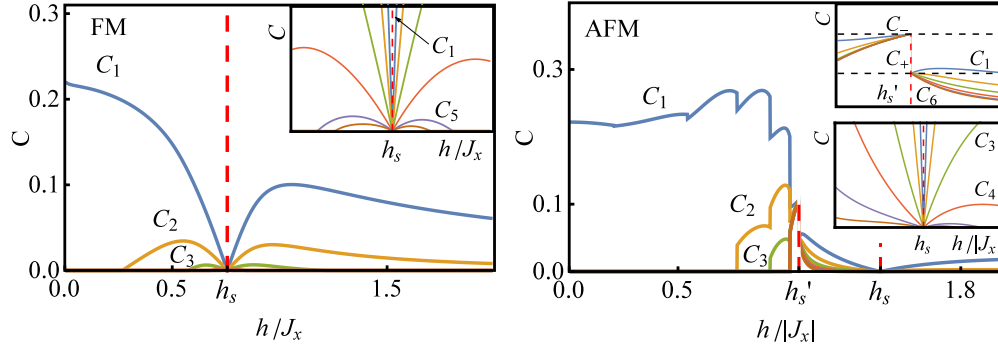 FM
C
C₁
C₂
C₃
0.3
0.2
0.1
0.0
0.0
0.5
hₛ
1.5
h/Jₓ
C
C₁
C₅
hₛ
h/Jₓ
AFM
C
C₁
C₂
C₃
0.3
0.1
0.0
0.0
0.5
hₛ'
hₛ
1.8
h/|Jₓ|
C
C₋
C₊
C₁
hₛ'
C₆
C
C₃
C₄
hₛ
h/|Jₓ